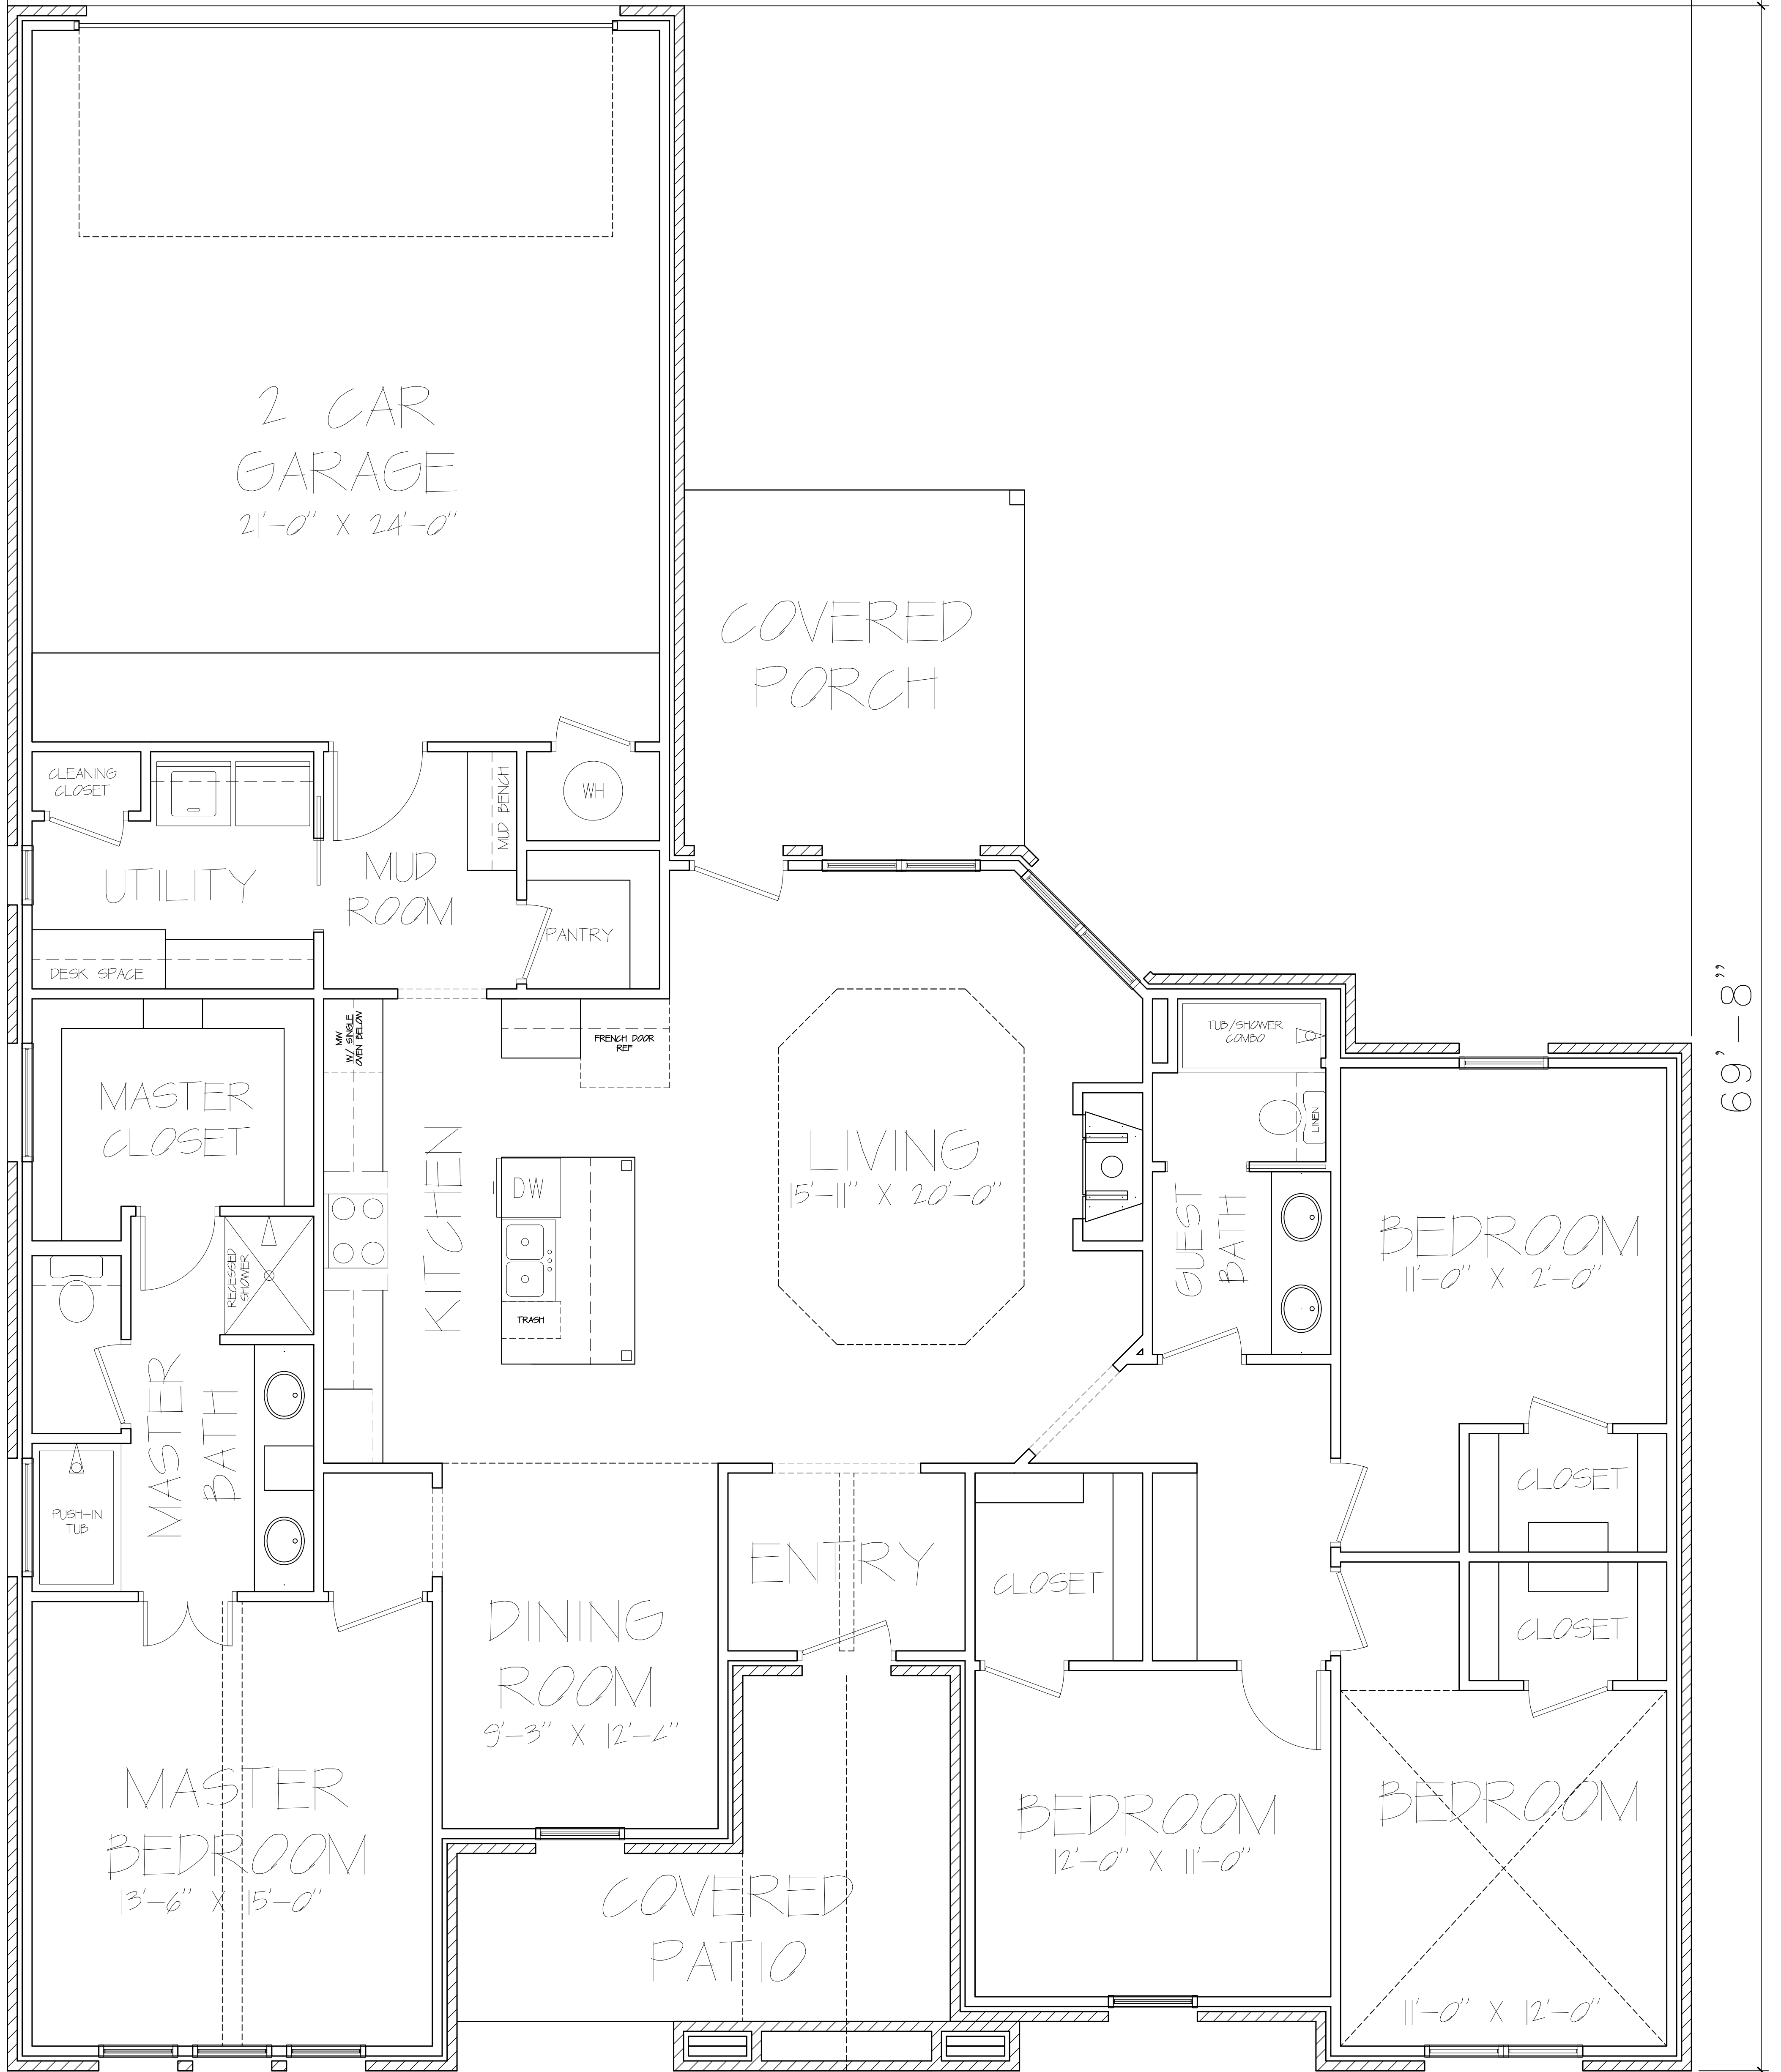 2 CAR
GARAGE
21'-0" X 24'-0"
COVERED
PORCH
CLEANING
CLOSET
MUD BENCH
WH
UTILITY
MUD
ROOM
PANTRY
DESK SPACE
69'-8"
MW
W/ SINGLE
OVEN BELOW
FRENCH DOOR
REF
TUB/SHOWER
COMBO
LINEN
MASTER
CLOSET
KITCHEN
DW
TRASH
LIVING
15'-11" X 20'-0"
GUEST
BATH
BEDROOM
11'-0" X 12'-0"
RECESSED
SHOWER
MASTER
BATH
PUSH-IN
TUB
CLOSET
ENTRY
CLOSET
CLOSET
DINING
ROOM
9'-3" X 12'-4"
MASTER
BEDROOM
13'-6" X 15'-0"
COVERED
PATIO
BEDROOM
12'-0" X 11'-0"
BEDROOM
11'-0" X 12'-0"